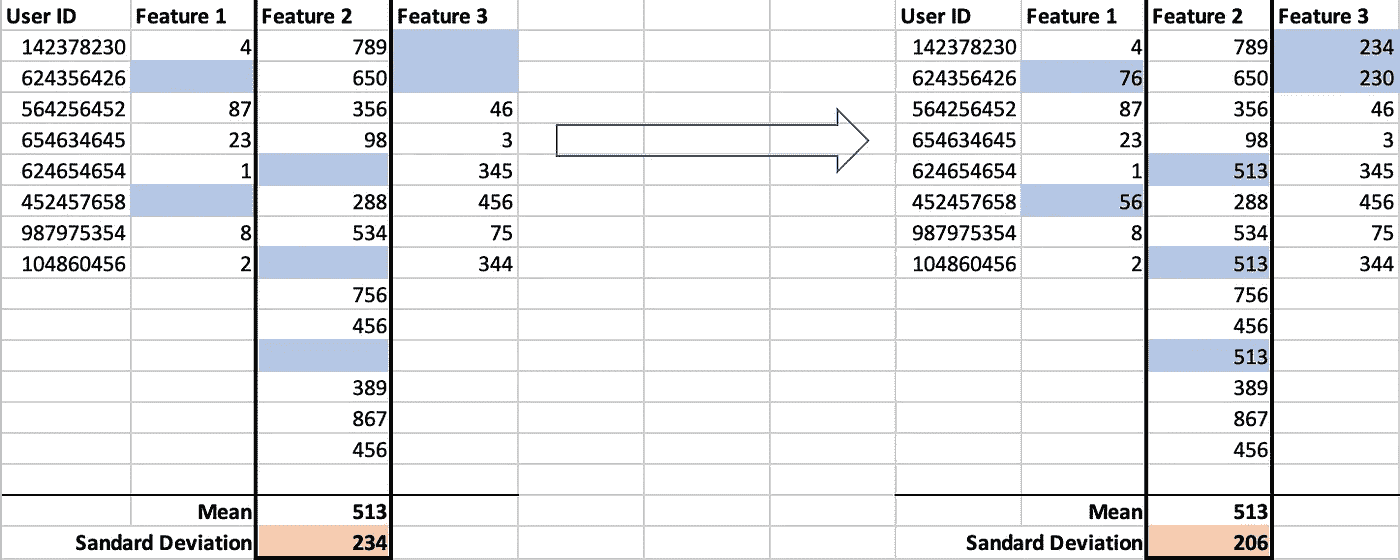 User ID Feature 1 Feature 2 Feature 3 User ID Feature 1 Feature 2 Feature 3
142378230 4 789 142378230 4 789 234
624356426 650 624356426 76 650 230
564256452 87 356 46 564256452 87 356 46
654634645 23 98 3 654634645 23 98 3
624654654 1 345 624654654 1 513 345
452457658 288 456 452457658 56 288 456
987975354 8 534 75 987975354 8 534 75
104860456 2 344 104860456 2 513 344
756 756
456 456
513
389 389
867 867
456 456
Mean 513 Mean 513
Sandard Deviation 234 Sandard Deviation 206